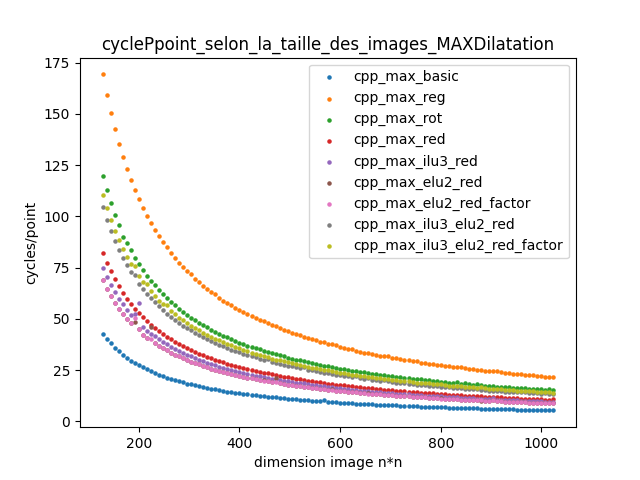 cyclePpoint_selon_la_taille_des_images_MAXDilatation
175
150
125
100
75
50
25
0
cycles/point
cpp_max_basic
cpp_max_reg
cpp_max_rot
cpp_max_red
cpp_max_ilu3_red
cpp_max_elu2_red
cpp_max_elu2_red_factor
cpp_max_ilu3_elu2_red
cpp_max_ilu3_elu2_red_factor
200
400
600
800
1000
dimension image n*n